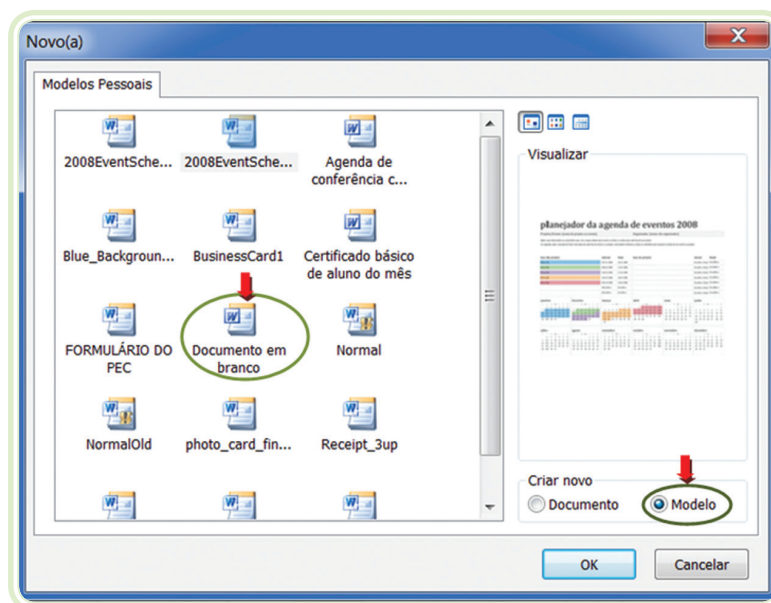 Novo(a)
Modelos Pessoais
2008EventSche...
2008EventSche...
Agenda de
conferência c...
Blue_Backgroun...
BusinessCard1
Certificado básico
de aluno do mês
FORMULÁRIO DO
PEC
Documento em
branco
Normal
NormalOld
photo_card_fin...
Receipt_3up
Visualizar
planejador da agenda de eventos 2008
Criar novo
Documento
Modelo
OK
Cancelar